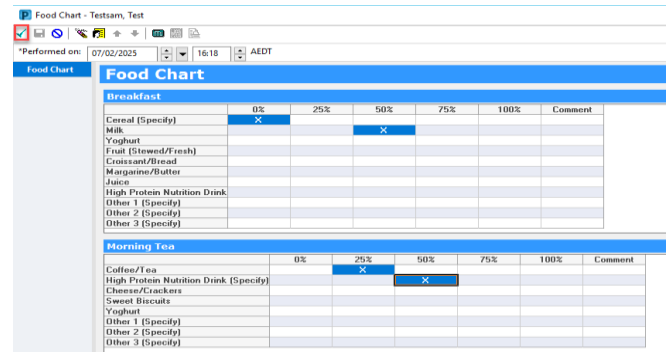 Food Chart - Testsam, Test
*Performed on: 07/02/2025 16:18 AEDT
Food Chart
Food Chart
Breakfast
0% 25% 50% 75% 100% Comment
Cereal (Specify) X
Milk X
Yoghurt
Fruit (Stewed/Fresh)
Croissant/Bread
Margarine/Butter
Juice
High Protein Nutrition Drink
Other 1 (Specify)
Other 2 (Specify)
Other 3 (Specify)
Morning Tea
0% 25% 50% 75% 100% Comment
Coffee/Tea X
High Protein Nutrition Drink (Specify) X
Cheese/Crackers
Sweet Biscuits
Yoghurt
Other 1 (Specify)
Other 2 (Specify)
Other 3 (Specify)